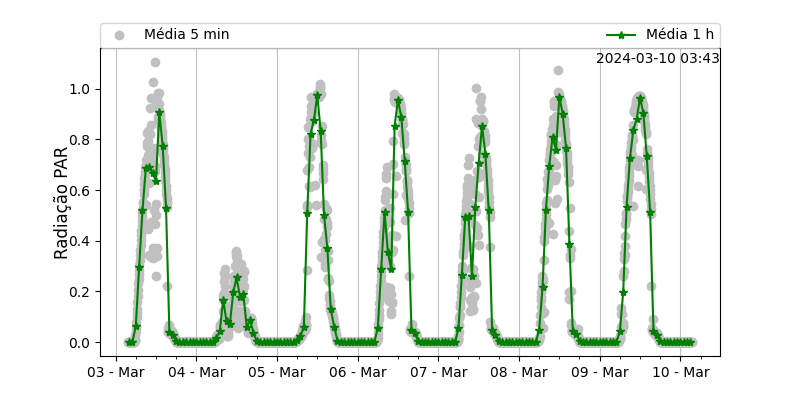 Média 5 min
Média 1 h
2024-03-10 03:43
Radiação PAR
1.0
0.8
0.6
0.4
0.2
0.0
03 - Mar
04 - Mar
05 - Mar
06 - Mar
07 - Mar
08 - Mar
09 - Mar
10 - Mar